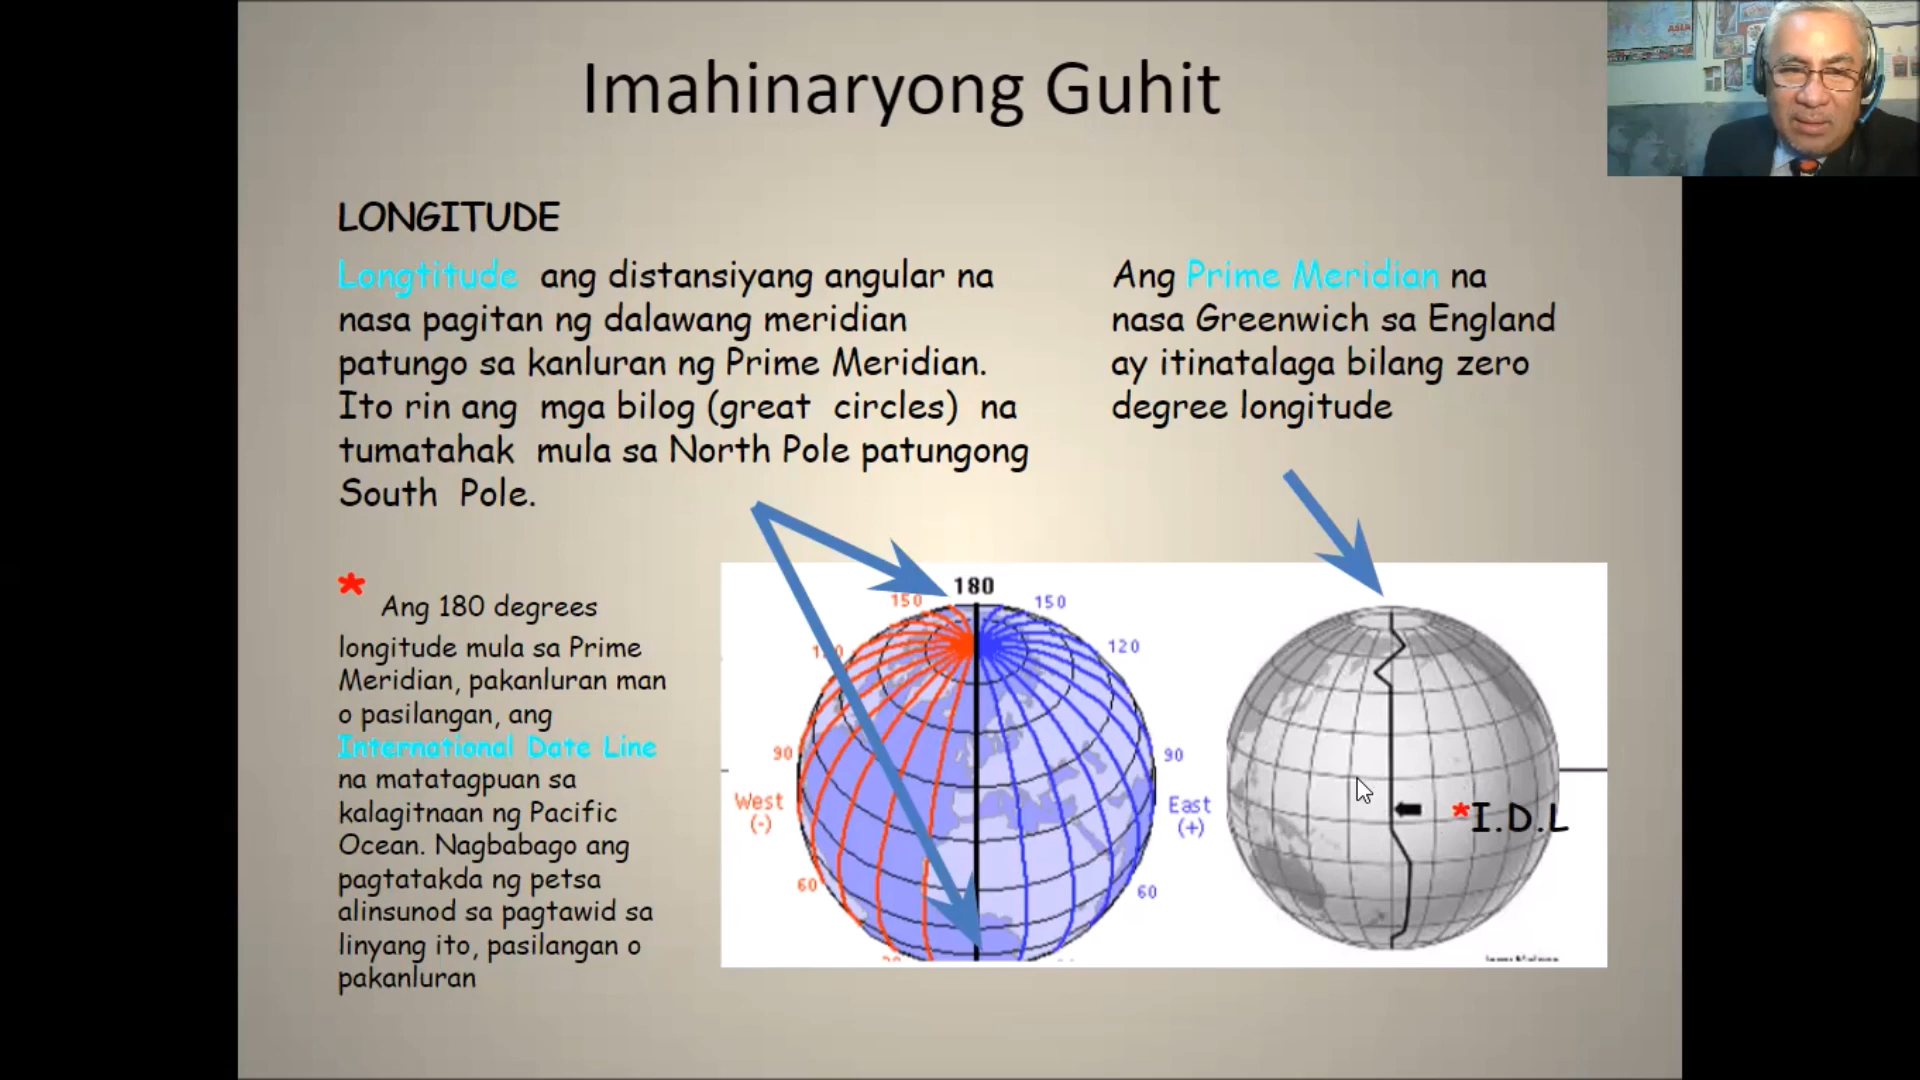 Imahinaryong Guhit
LONGITUDE
Longtitude ang distansiyang angular na
nasa pagitan ng dalawang meridian
patungo sa kanluran ng Prime Meridian.
Ito rin ang mga bilog (great circles) na
tumatahak mula sa North Pole patungong
South Pole.
Ang Prime Meridian na
nasa Greenwich sa England
ay itinatalaga bilang zero
degree longitude
* Ang 180 degrees
longitude mula sa Prime
Meridian, pakanluran man
o pasilangan, ang
International Date Line
na matatagpuan sa
kalagitnaan ng Pacific
Ocean. Nagbabago ang
pagtatakda ng petsa
alinsunod sa pagtawid sa
linyang ito, pasilangan o
pakanluran
180
150
150
120
90
90
West
(-)
East
(+)
60
60
*I.D.L
ASIA